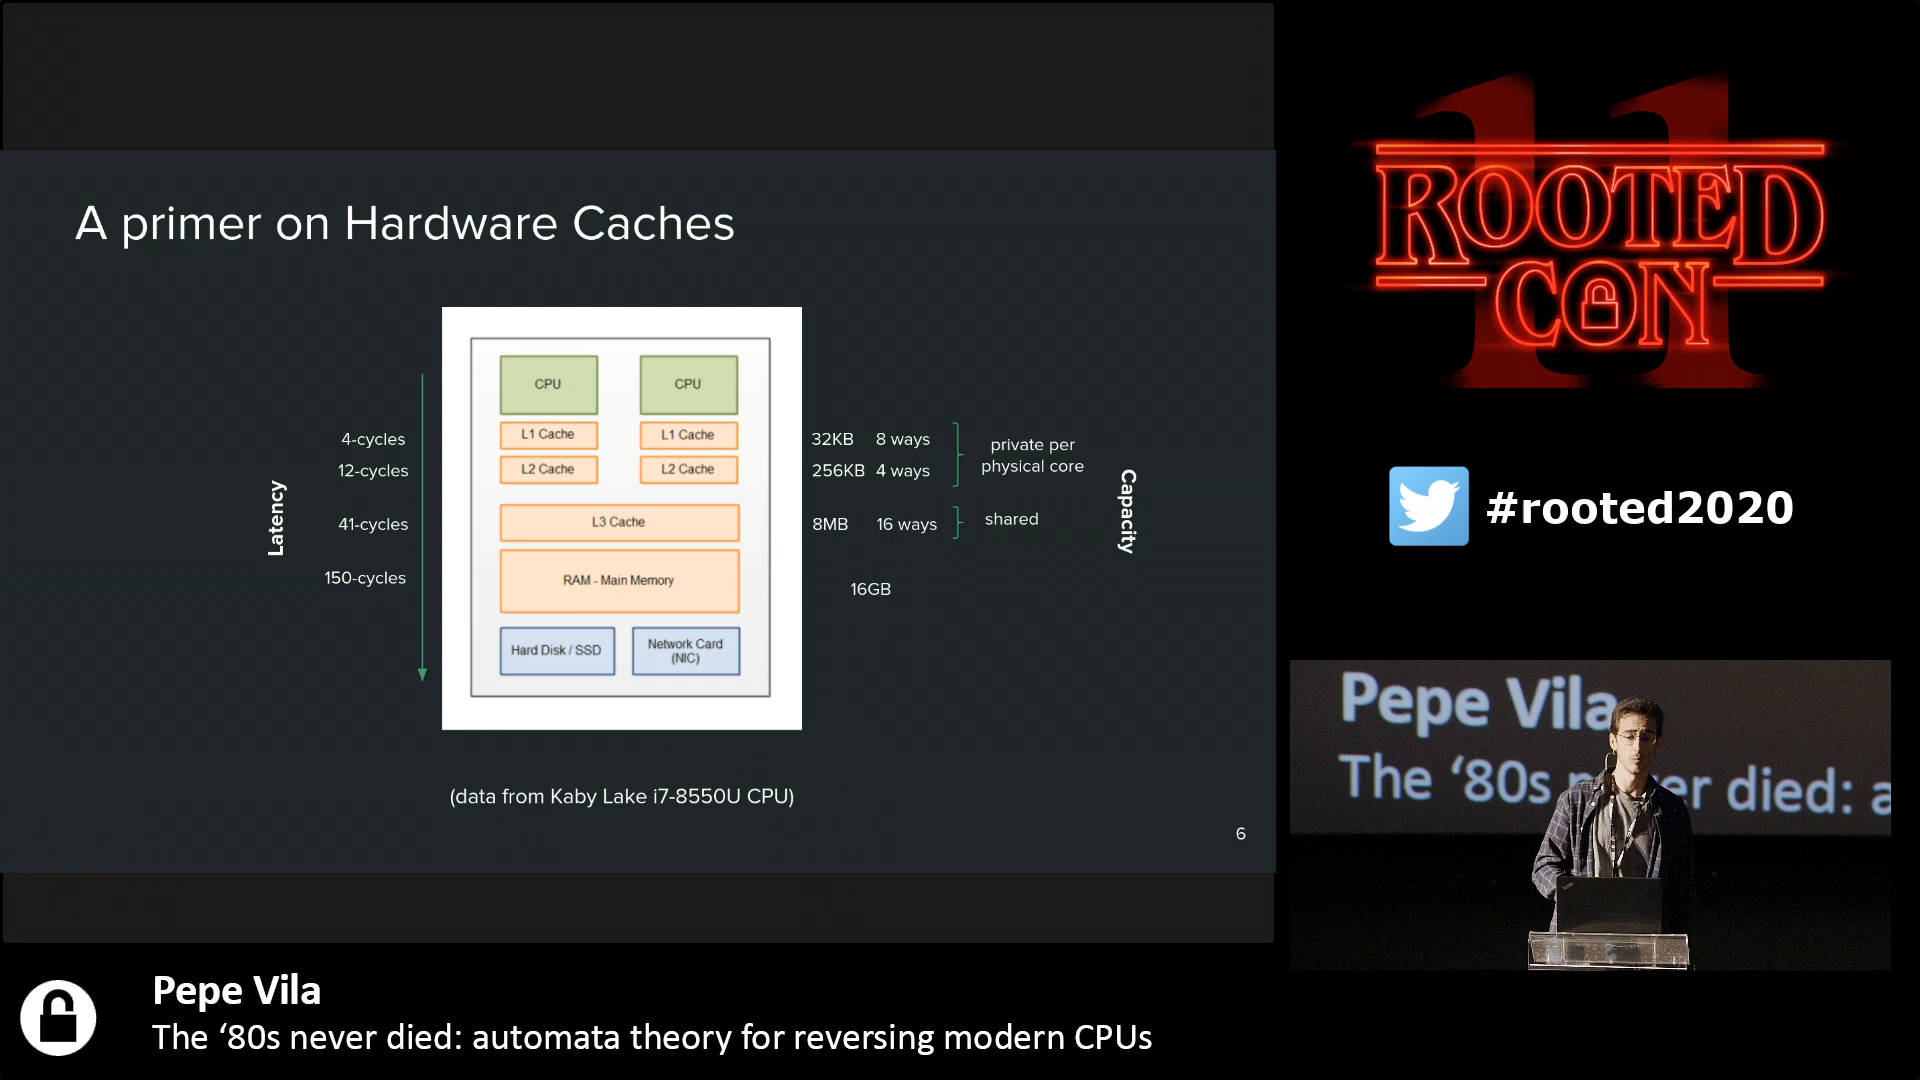 A primer on Hardware Caches
CPU
CPU
L1 Cache
L1 Cache
L2 Cache
L2 Cache
L3 Cache
RAM - Main Memory
Hard Disk / SSD
Network Card
(NIC)
Latency
4-cycles
12-cycles
41-cycles
150-cycles
32KB 8 ways
256KB 4 ways
8MB 16 ways
16GB
private per
physical core
shared
Capacity
(data from Kaby Lake i7-8550U CPU)
6
11
ROOTED
CON
#rooted2020
Pepe Vila
The ‘80s never died: a
Pepe Vila
The ‘80s never died: automata theory for reversing modern CPUs